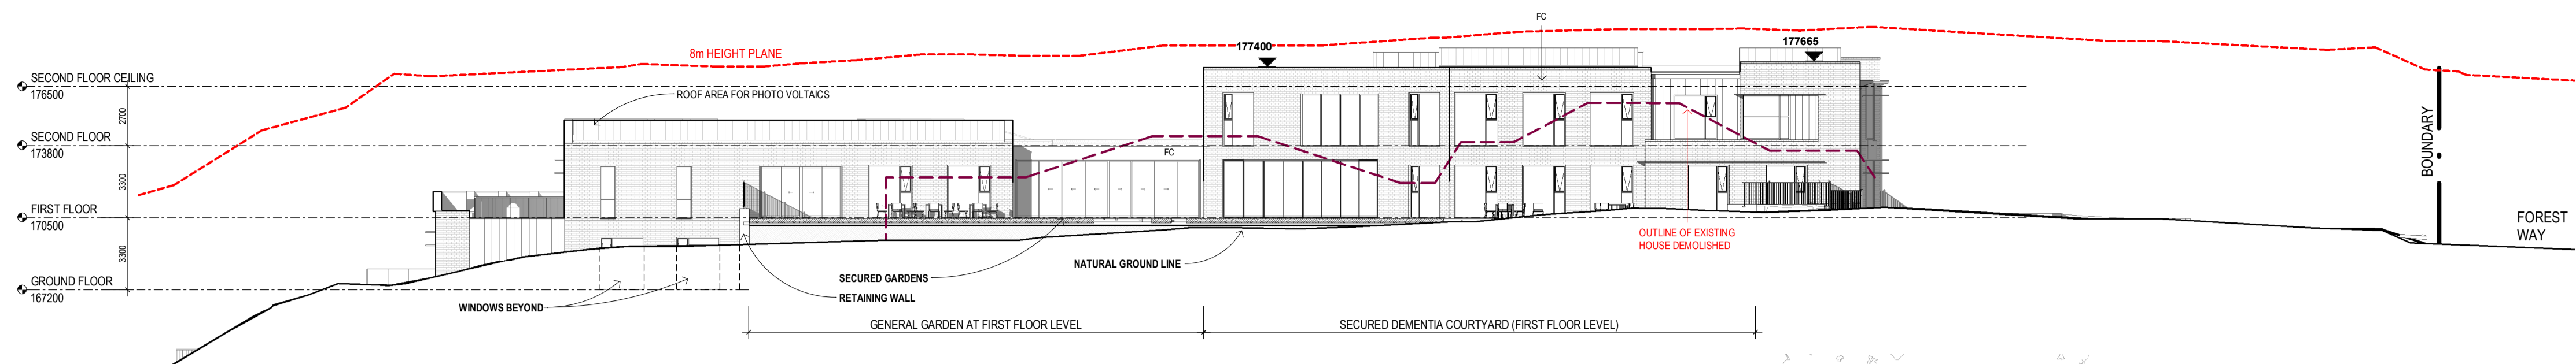 FC
8m HEIGHT PLANE
177400
177665
SECOND FLOOR CEILING
176500
ROOF AREA FOR PHOTO VOLTAICS
2700
SECOND FLOOR
173800
FC
BOUNDARY
3300
FIRST FLOOR
170500
FOREST
WAY
OUTLINE OF EXISTING
HOUSE DEMOLISHED
3300
NATURAL GROUND LINE
SECURED GARDENS
GROUND FLOOR
167200
RETAINING WALL
WINDOWS BEYOND
GENERAL GARDEN AT FIRST FLOOR LEVEL
SECURED DEMENTIA COURTYARD (FIRST FLOOR LEVEL)